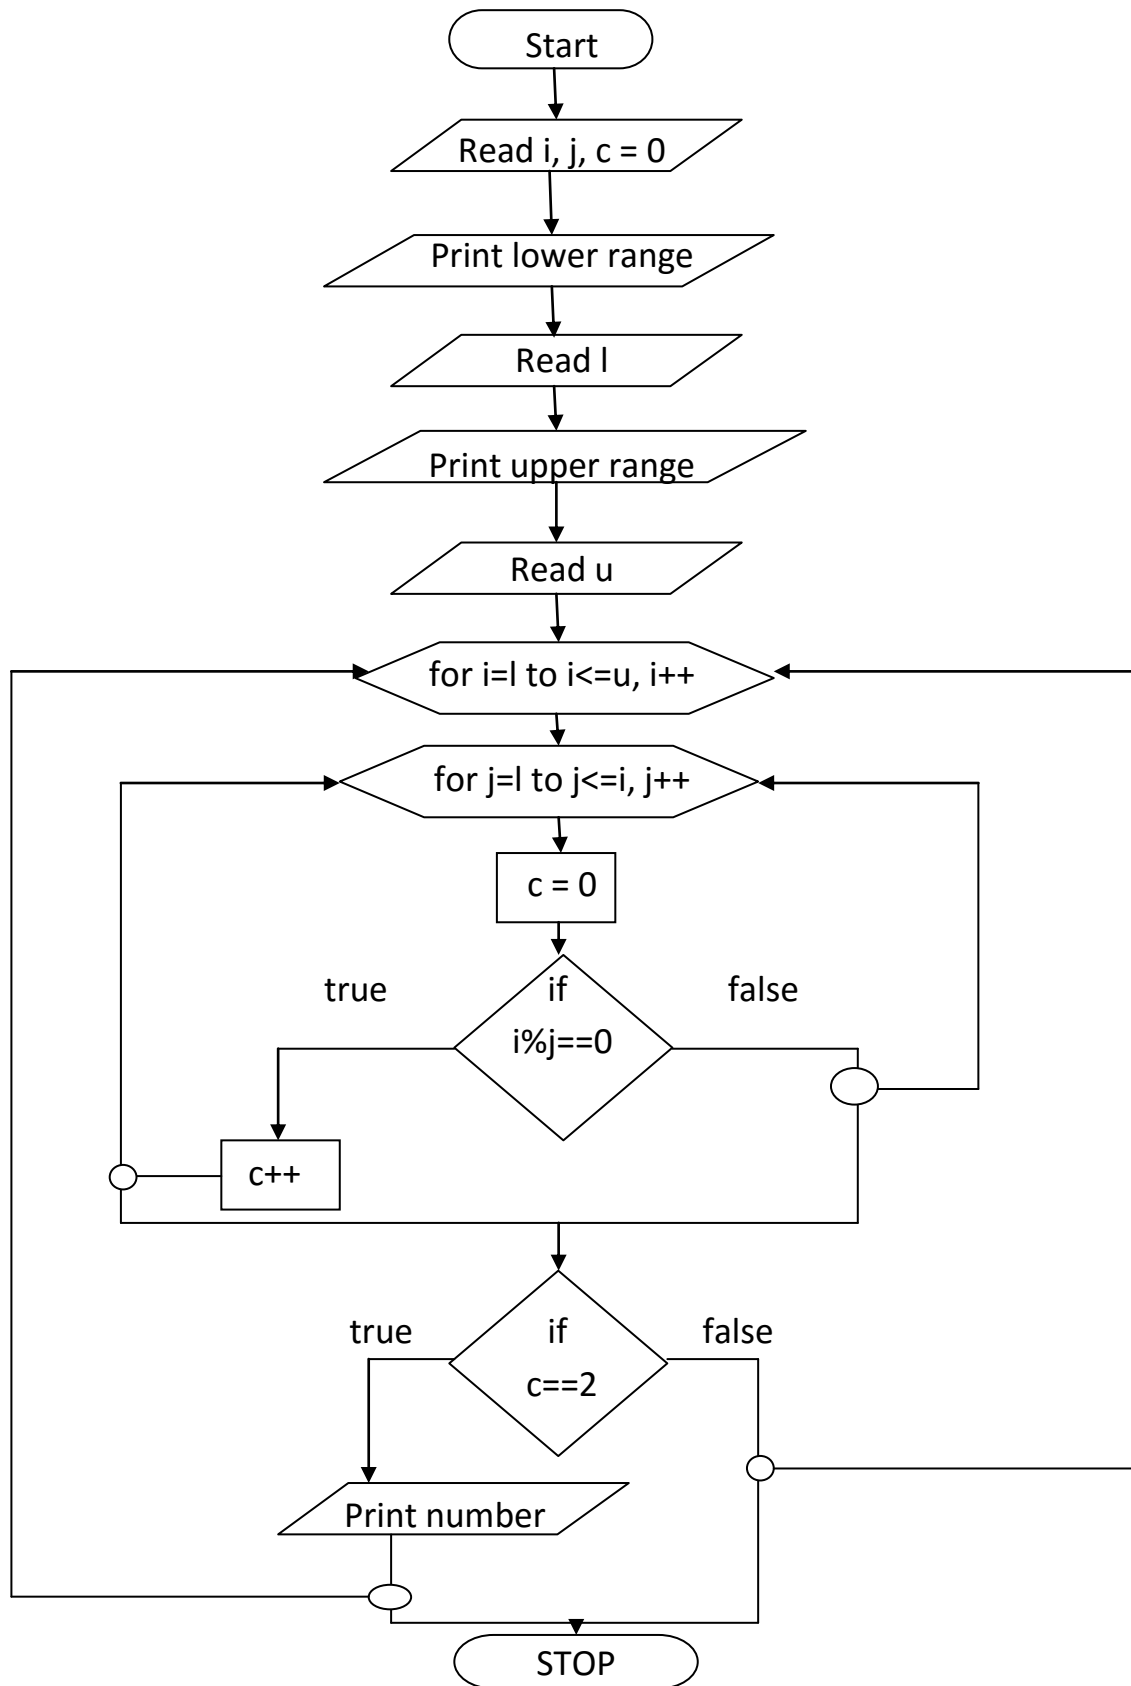 Start
Read i, j, c = 0
Print lower range
Read l
Print upper range
Read u
for i=l to i<=u, i++
for j=l to j<=i, j++
c = 0
true
if
false
i%j==0
c++
true
if
false
c==2
Print number
STOP